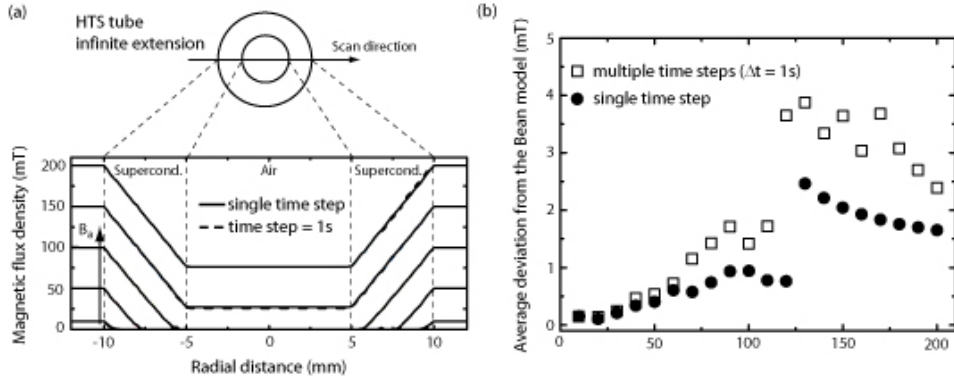 (a)
HTS tube
infinite extension
Scan direction
Magnetic flux density (mT)
200
150
100
50
0
Supercond.
Air
Supercond.
single time step
time step = 1s
Ba
-10
-5
0
5
10
Radial distance (mm)
(b)
Average deviation from the Bean model (mT)
5
4
3
2
1
0
multiple time steps (Δt = 1s)
single time step
0
50
100
150
200